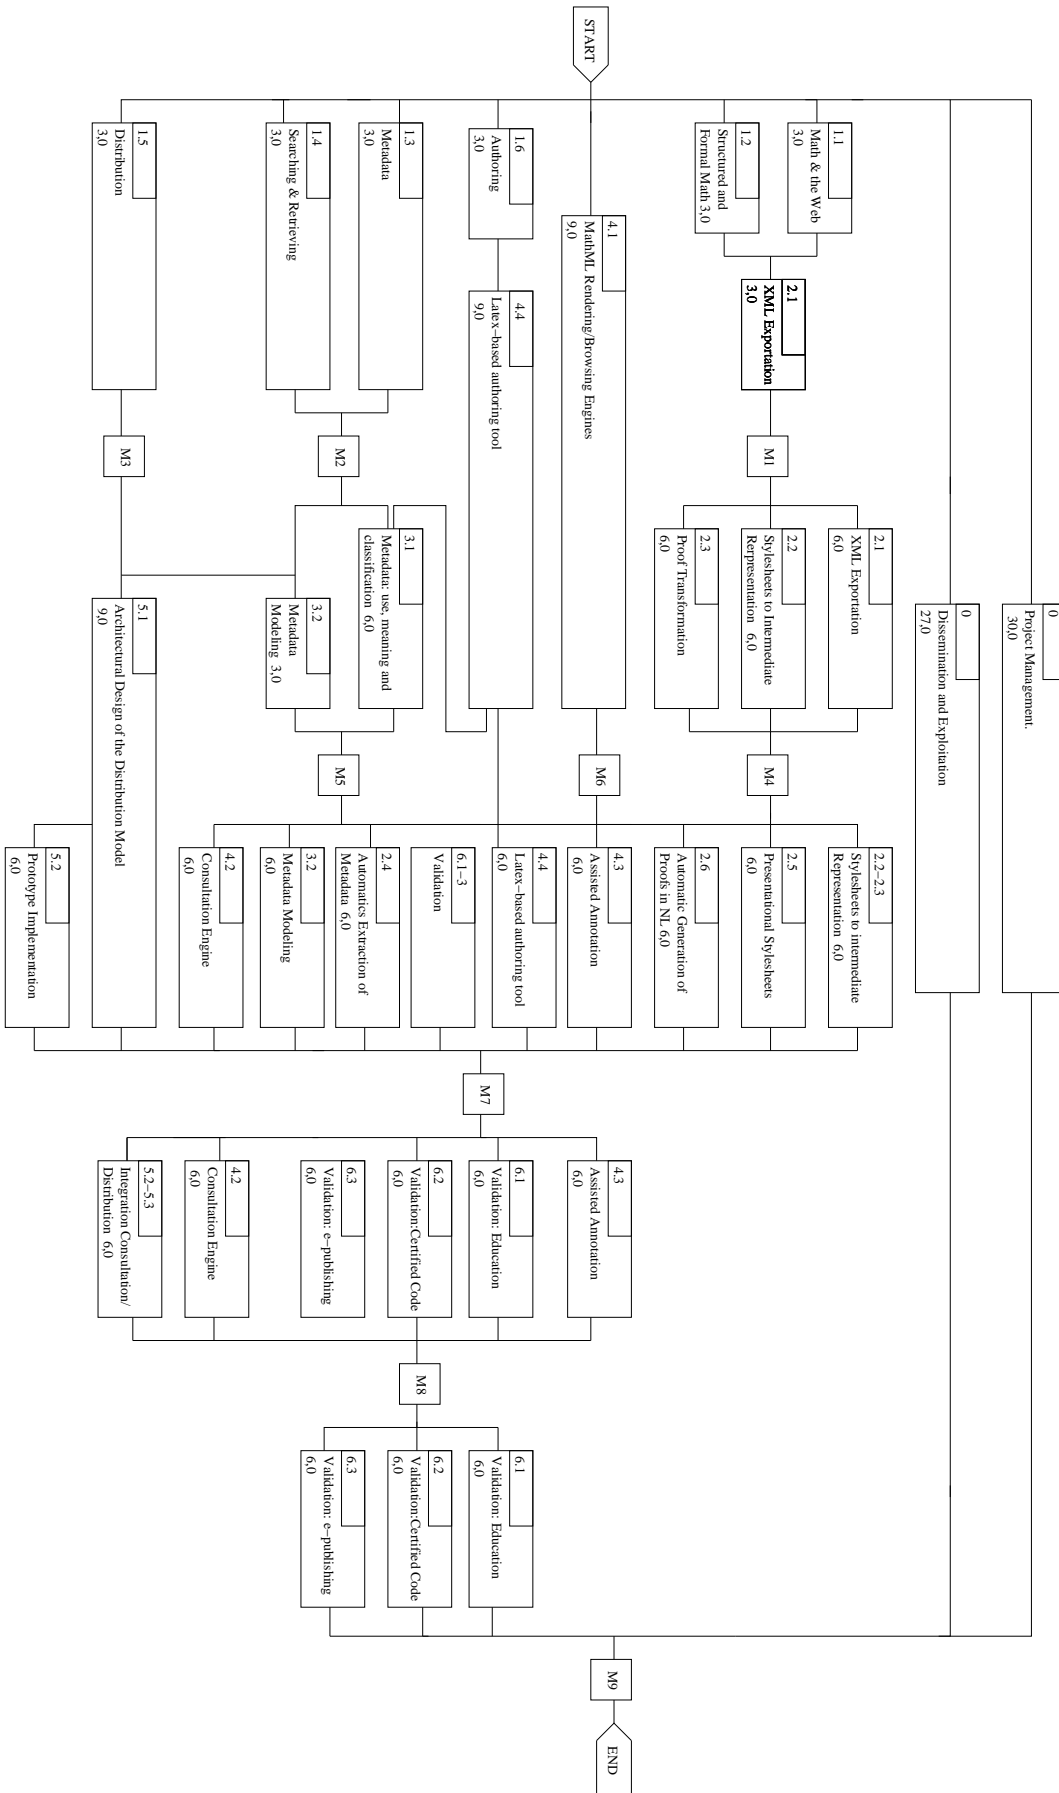 START
0
Project Management.
30,0
0
Dissemination and Exploitation
27,0
1.1
Math & the Web
3,0
1.2
Structured and
Formal Math 3,0
2.1
XML Exportation
3,0
M1
2.1
XML Exportation
6,0
2.2
Stylesheets to Intermediate
Rerpresentation 6,0
2.3
Proof Transformation
6,0
M4
2.2−2.3
Stylesheets to intermediate
Representation 6,0
2.5
Presentational Stylesheets
6,0
2.6
Automatic Generation of
Proofs in NL 6,0
4.1
MathML Rendering/Browsing Engines
9,0
M6
4.3
Assisted Annotation
6,0
1.6
Authoring
3,0
4.4
Latex−based authoring tool
9,0
4.4
Latex−based authoring tool
6,0
6.1−3
Validation
1.3
Metadata
3,0
1.4
Searching & Retrieving
3,0
M2
3.1
Metadata: use, meaning and
classification 6,0
3.2
Metadata
Modeling 3,0
M5
2.4
Automatics Extraction of
Metadata 6,0
3.2
Metadata Modeling
6,0
4.2
Consultation Engine
6,0
1.5
Distribution
3,0
M3
5.1
Architectural Design of the Distribution Model
9,0
5.2
Prototype Implementation
6,0
M7
4.3
Assisted Annotation
6,0
6.1
Validation: Education
6,0
6.2
Validation:Certified Code
6,0
6.3
Validation: e−publishing
6,0
4.2
Consultation Engine
6,0
5.2−5.3
Integration Consultation/
Distribution 6,0
M8
6.1
Validation: Education
6,0
6.2
Validation:Certified Code
6,0
6.3
Validation: e−publishing
6,0
M9
END